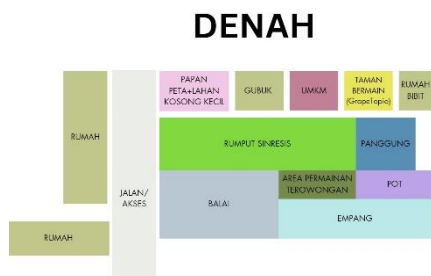 DENAH
PAPAN
PETA+LAHAN
KOSONG KECIL
GUBUK
UMKM
TAMAN
BERMAIN
(GrapeTopia)
RUMAH
BIBIT
RUMAH
RUMPUT SINRESIS
PANGGUNG
JALAN/
AKSES
BALAI
AREA PERMAINAN
TEROWONGAN
POT
EMPANG
RUMAH